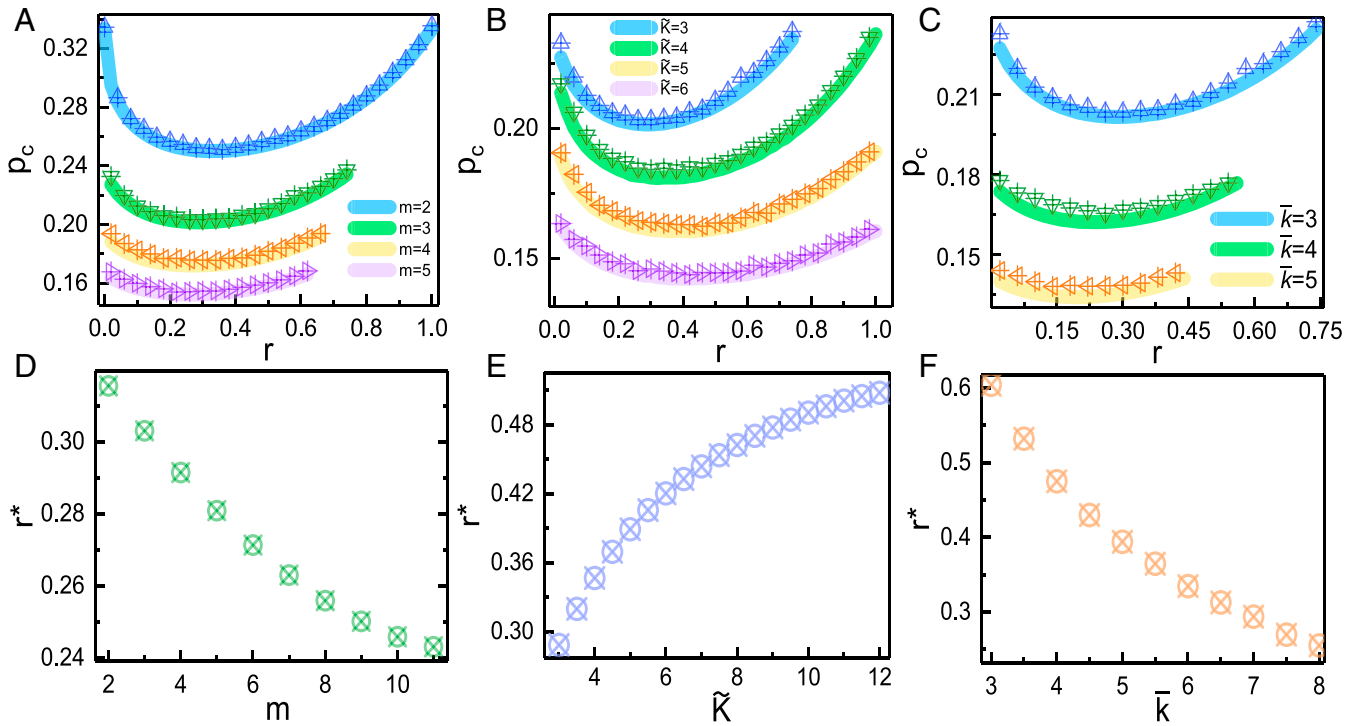 A
B
C
0.32
0.28
0.24
0.20
0.16
p_c
0.0 0.2 0.4 0.6 0.8 1.0
r
m=2
m=3
m=4
m=5
0.20
0.15
p_c
0.0 0.2 0.4 0.6 0.8 1.0
r
K̃=3
K̃=4
K̃=5
K̃=6
0.21
0.18
0.15
p_c
0.15 0.30 0.45 0.60 0.75
r
k̄=3
k̄=4
k̄=5
D
E
F
0.30
0.28
0.26
0.24
r*
2 4 6 8 10
m
0.48
0.42
0.36
0.30
r*
4 6 8 10 12
K̃
0.6
0.5
0.4
0.3
r*
3 4 5 6 7 8
k̄